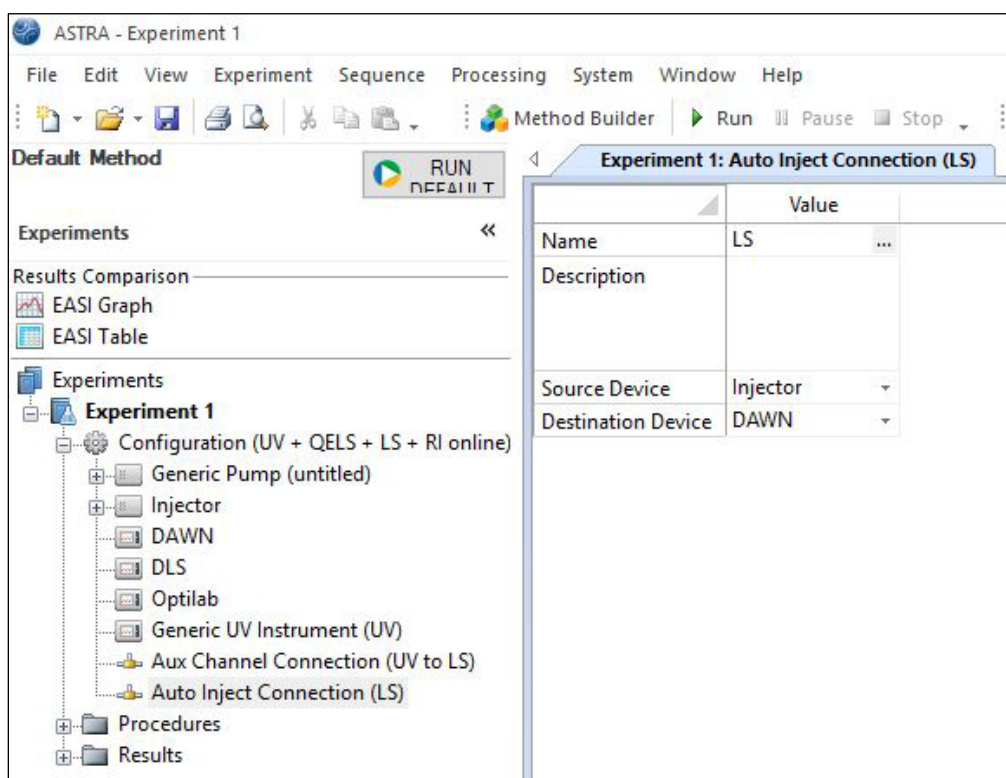 ASTRA - Experiment 1
File Edit View Experiment Sequence Processing System Window Help
Method Builder Run Pause Stop
Default Method
RUN
DEFAULT
Experiment 1: Auto Inject Connection (LS)
Value
Experiments
Name LS ...
Results Comparison
Description
EASI Graph
EASI Table
Experiments
Source Device Injector
Experiment 1
Destination Device DAWN
Configuration (UV + QELS + LS + RI online)
Generic Pump (untitled)
Injector
DAWN
DLS
Optilab
Generic UV Instrument (UV)
Aux Channel Connection (UV to LS)
Auto Inject Connection (LS)
Procedures
Results